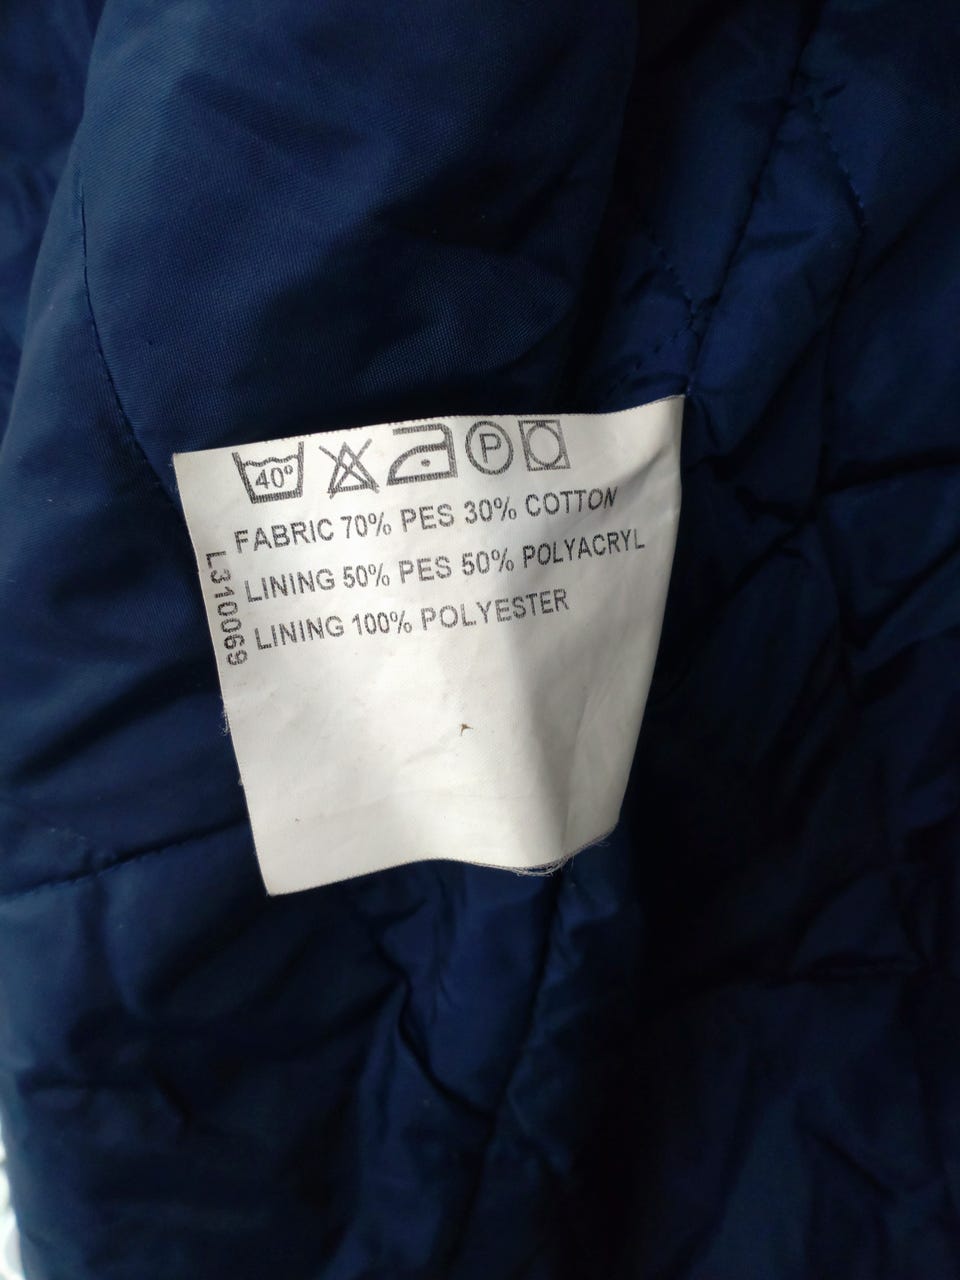 40°
P
FABRIC 70% PES 30% COTTON
LINING 50% PES 50% POLYACRYL
LINING 100% POLYESTER
L310069